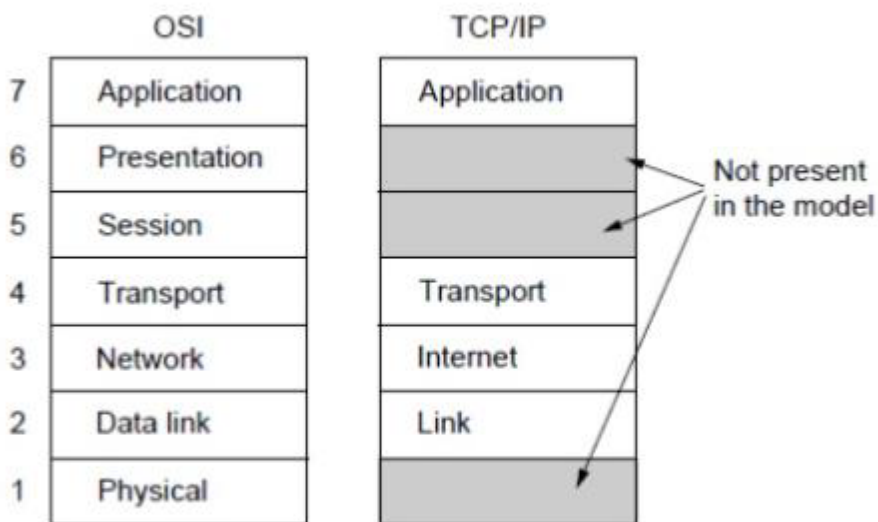 OSI TCP/IP
7 Application Application
6 Presentation
Not present
5 Session
in the model
4 Transport Transport
3 Network Internet
2 Data link Link
1 Physical